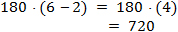 180 ·(6 − 2) = 180 ·(4)
= 720